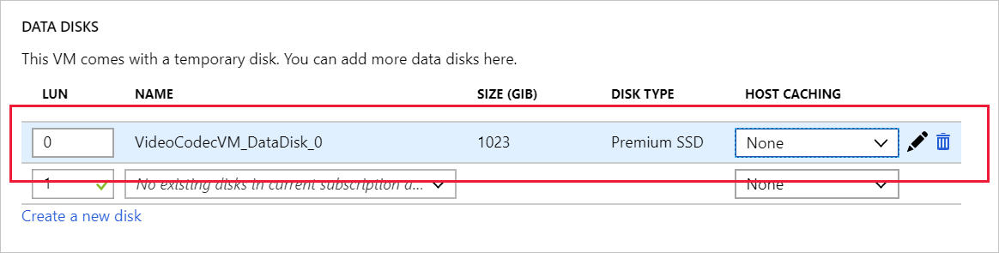 DATA DISKS
This VM comes with a temporary disk. You can add more data disks here.
LUN NAME SIZE (GIB) DISK TYPE HOST CACHING
0 VideoCodecVM_DataDisk_0 1023 Premium SSD None
1 No existing disks in current subscription a... None
Create a new disk